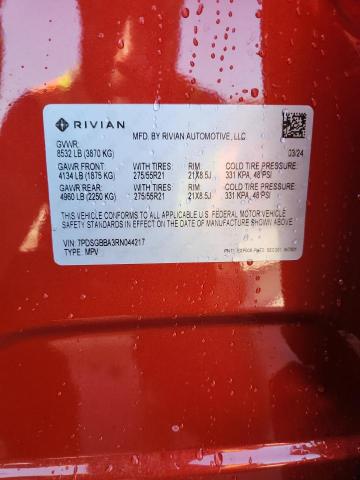 RIVIAN
MFD. BY RIVIAN AUTOMOTIVE, LLC
GVWR:
8532 LB (3870 KG)
03/24
GAWR FRONT WITH TIRES: RIM COLD TIRE PRESSURE:
4134 LB (1875 KG) 275/55R21 21X8.5J 331 KPA, 48 PSI
GAWR REAR WITH TIRES: RIM COLD TIRE PRESSURE:
4960 LB (2250 KG) 275/55R21 21X8.5J 331 KPA, 48 PSI
THIS VEHICLE CONFORMS TO ALL APPLICABLE U.S. FEDERAL MOTOR VEHICLE
SAFETY STANDARDS IN EFFECT ON THE DATE OF MANUFACTURE SHOWN ABOVE.
VIN: 7PDSGBBA3RN044217
TYPE: MPV